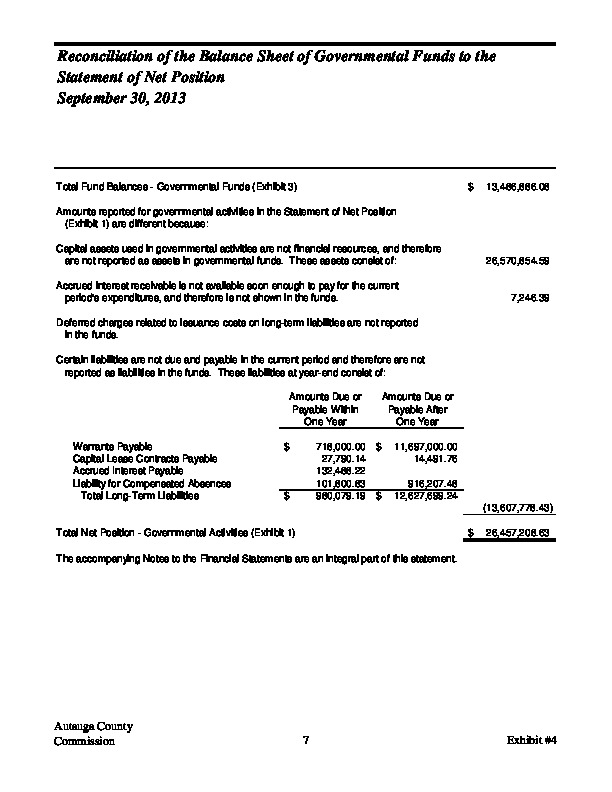 Reconciliation of the Balance Sheet of Governmental Funds to the
Statement of Net Position
September 30, 2013
Total Fund Balances - Governmental Funds (Exhibit 3) $ 13,486,886.08
Amounts reported for governmental activities in the Statement of Net Position
(Exhibit 1) are different because:
Capital assets used in governmental activities are not financial resources, and therefore
are not reported as assets in governmental funds. These assets consist of: 26,570,854.59
Accrued interest receivable is not available soon enough to pay for the current
period's expenditures, and therefore is not shown in the funds. 7,246.39
Deferred charges related to issuance costs on long-term liabilities are not reported
in the funds.
Certain liabilities are not due and payable in the current period and therefore are not
reported as liabilities in the funds. These liabilities at year-end consist of:
Amounts Due or Amounts Due or
Payable Within Payable After
One Year One Year
Warrants Payable $ 718,000.00 $ 11,697,000.00
Capital Lease Contracts Payable 27,790.14 14,491.76
Accrued Interest Payable 132,488.22
Liability for Compensated Absences 101,800.83 916,207.48
Total Long-Term Liabilities $ 980,079.19 $ 12,627,699.24
(13,607,778.43)
Total Net Position - Governmental Activities (Exhibit 1) $ 26,457,208.63
The accompanying Notes to the Financial Statements are an integral part of this statement.
Autauga County
Commission 7 Exhibit #4